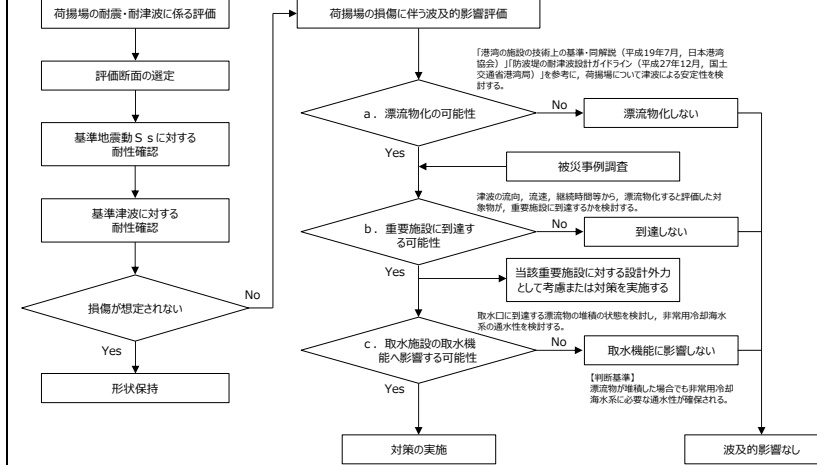 荷揚場の耐震・耐津波に係る評価
評価断面の選定
基準地震動Ｓｓに対する
耐性確認
基準津波に対する
耐性確認
損傷が想定されない
No
Yes
形状保持
荷揚場の損傷に伴う波及的影響評価
「港湾の施設の技術上の基準・同解説（平成19年7月，日本港湾
協会）」「防波堤の耐津波設計ガイドライン（平成27年12月，国土
交通省港湾局）」を参考に，荷揚場について津波による安定性を検
討する。
a．漂流物化の可能性
No
漂流物化しない
Yes
被災事例調査
津波の流向，流速，継続時間等から，漂流物化すると評価した対
象物が，重要施設に到達するかを検討する。
b．重要施設に到達す
る可能性
No
到達しない
Yes
当該重要施設に対する設計外力
として考慮または対策を実施する
取水口に到達する漂流物の堆積の状態を検討し，非常用冷却海水
系の通水性を検討する。
c．取水施設の取水機
能へ影響する可能性
No
取水機能に影響しない
Yes
【判断基準】
漂流物が堆積した場合でも非常用冷却
海水系に必要な通水性が確保される。
対策の実施
波及的影響なし